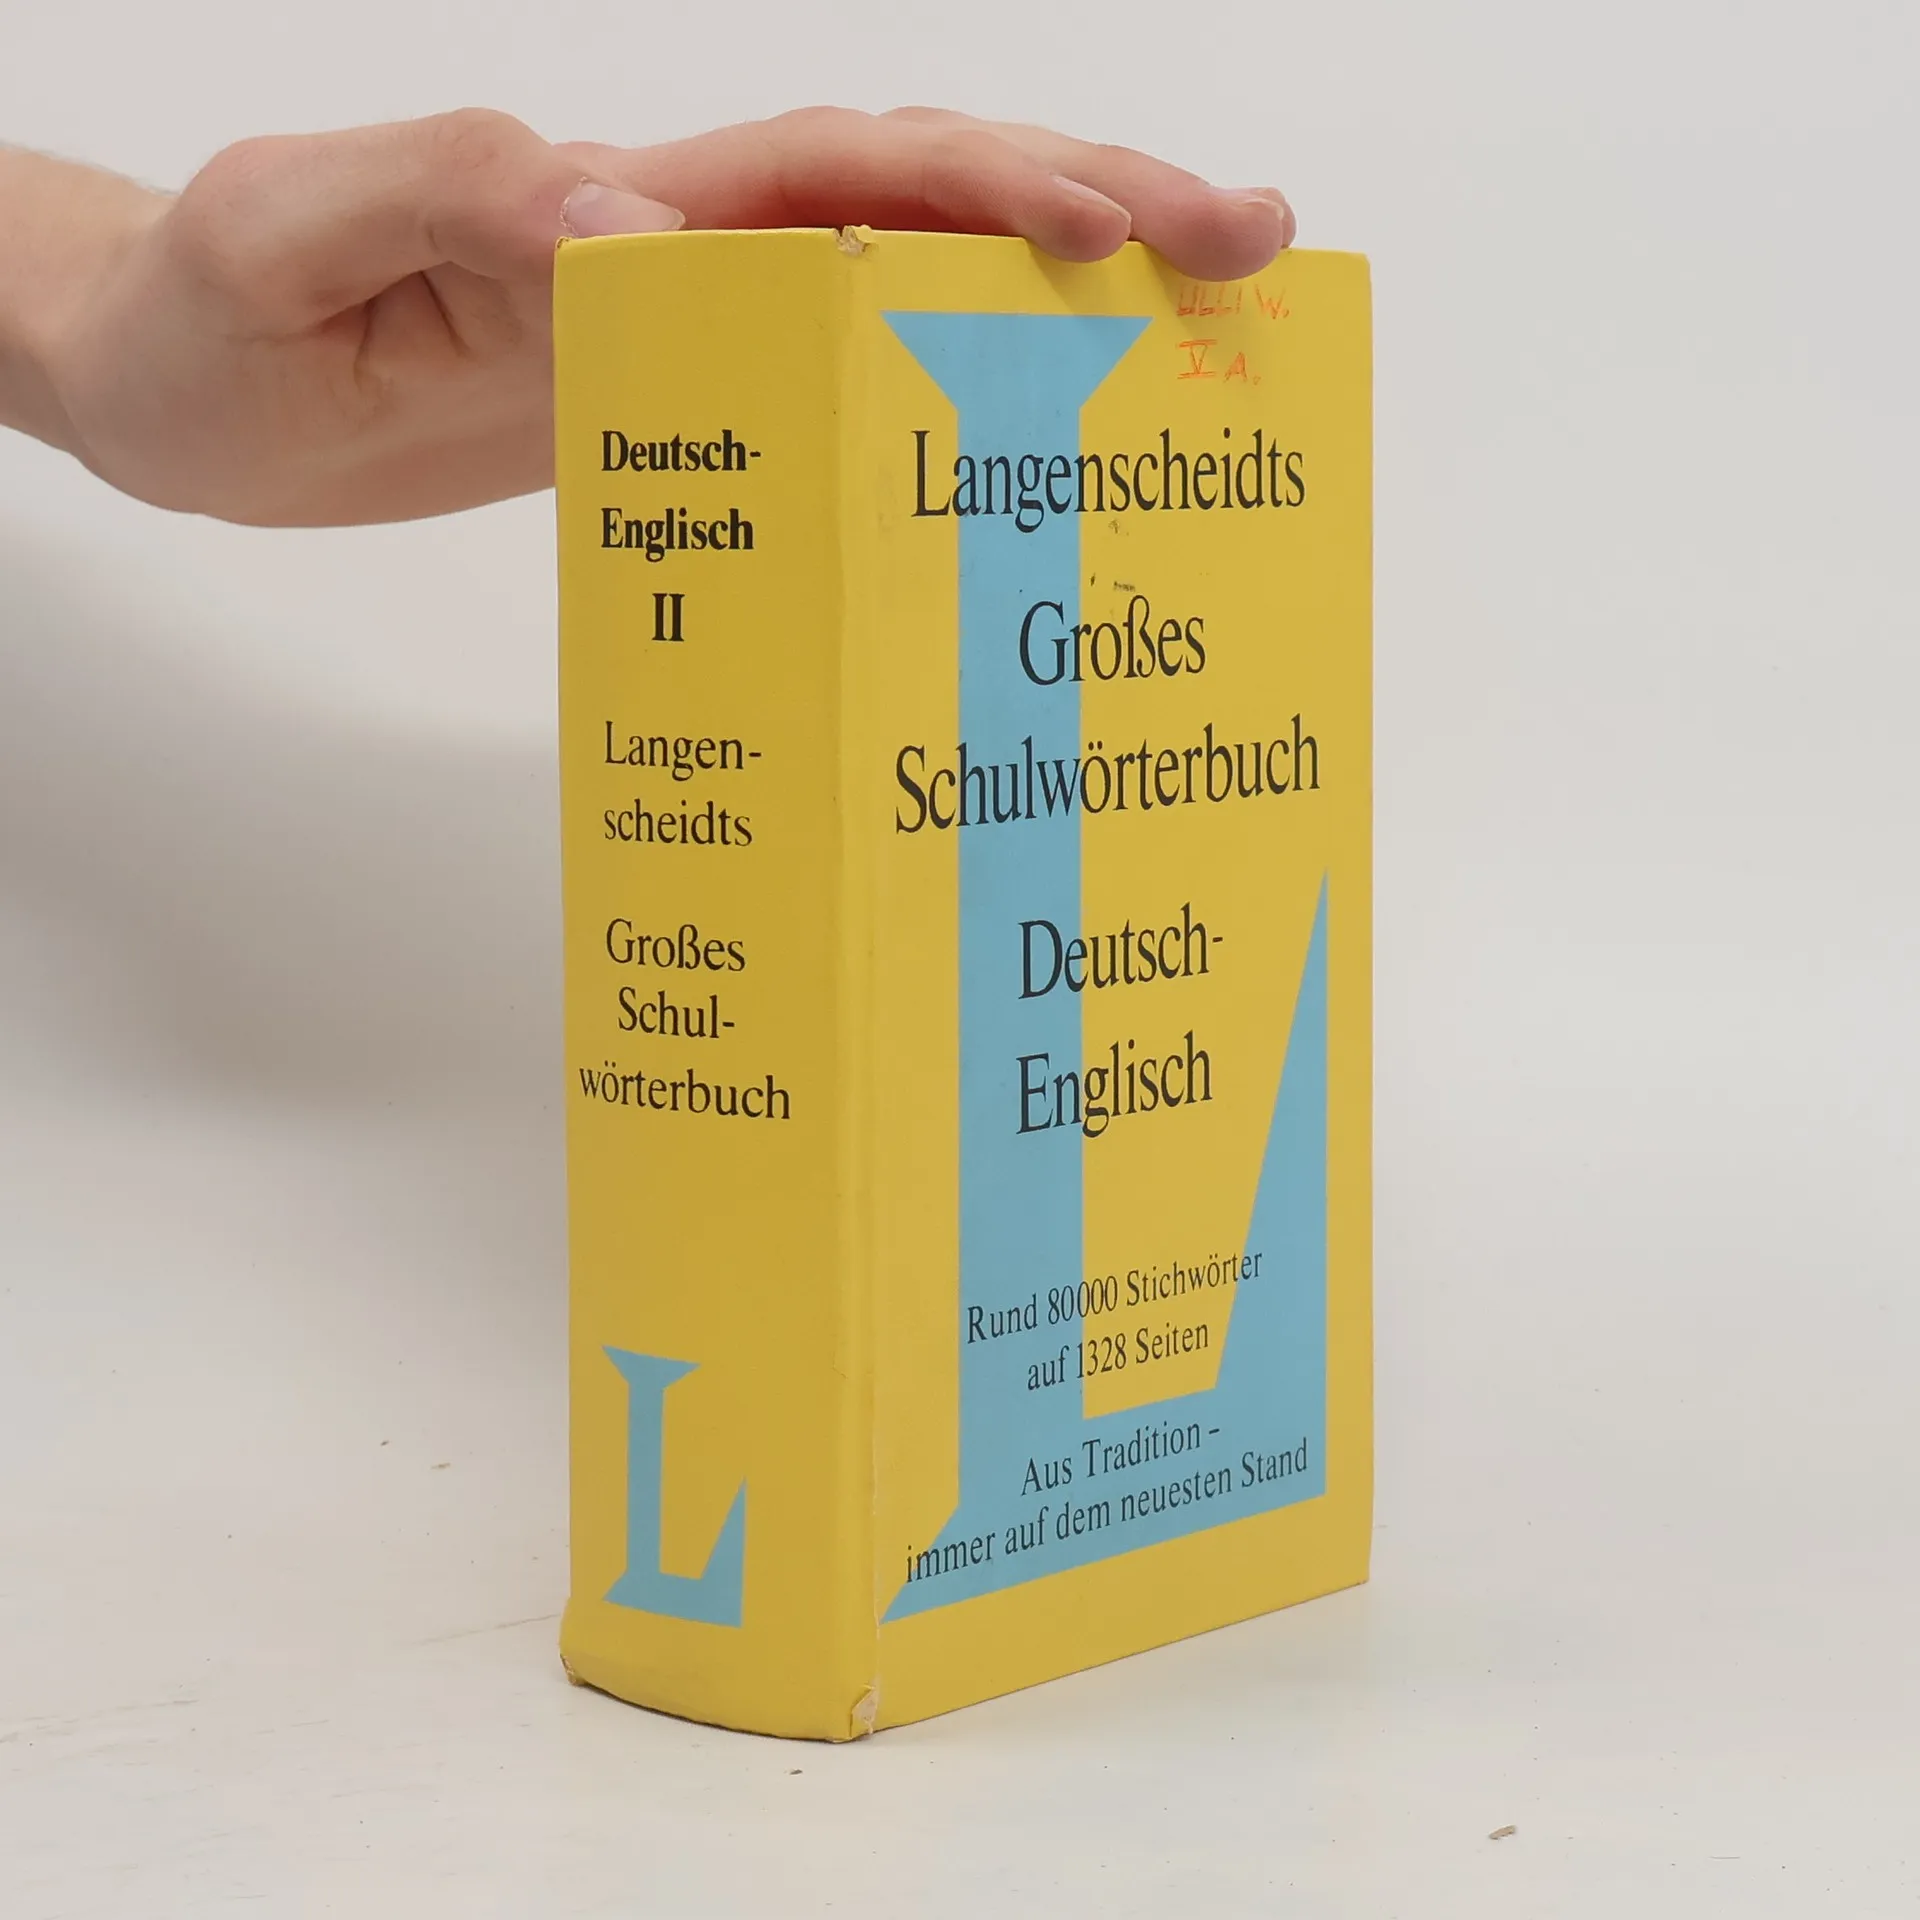 Deutsch-
Englisch
II
Langen-
scheidts
Großes
Schul-
wörterbuch
L
ULLI W.
V A.
Langenscheidts
Großes
Schulwörterbuch
Deutsch-
Englisch
Rund 80000 Stichwörter
auf 1328 Seiten
Aus Tradition –
immer auf dem neuesten Stand
L